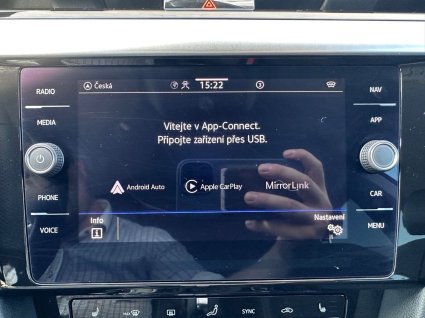 Česká
15:22
RADIO
NAV
MEDIA
APP
Vítejte v App-Connect.
Připojte zařízení přes USB.
Android Auto
Apple CarPlay
MirrorLink
PHONE
CAR
Info
Nastavení
VOICE
MENU
MAX
SYNC